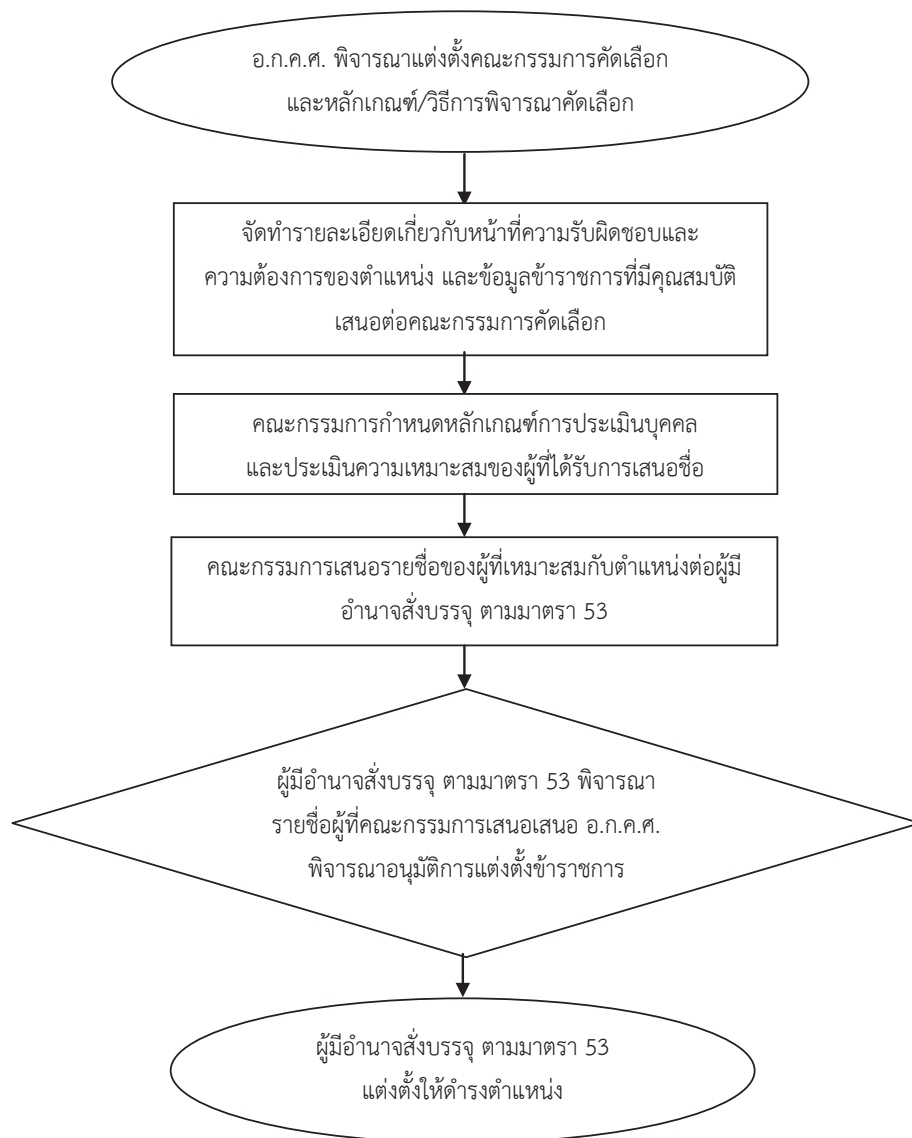 อ.ก.ค.ศ. พิจารณาแต่งตั้งคณะกรรมการคัดเลือก
และหลักเกณฑ์/วิธีการพิจารณาคัดเลือก
จัดทำรายละเอียดเกี่ยวกับหน้าที่ความรับผิดชอบและ
ความต้องการของตำแหน่ง และข้อมูลข้าราชการที่มีคุณสมบัติ
เสนอต่อคณะกรรมการคัดเลือก
คณะกรรมการกำหนดหลักเกณฑ์การประเมินบุคคล
และประเมินความเหมาะสมของผู้ที่ได้รับการเสนอชื่อ
คณะกรรมการเสนอรายชื่อของผู้ที่เหมาะสมกับตำแหน่งต่อผู้มี
อำนาจสั่งบรรจุ ตามมาตรา 53
ผู้มีอำนาจสั่งบรรจุ ตามมาตรา 53 พิจารณา
รายชื่อผู้ที่คณะกรรมการเสนอเสนอ อ.ก.ค.ศ.
พิจารณาอนุมัติการแต่งตั้งข้าราชการ
ผู้มีอำนาจสั่งบรรจุ ตามมาตรา 53
แต่งตั้งให้ดำรงตำแหน่ง